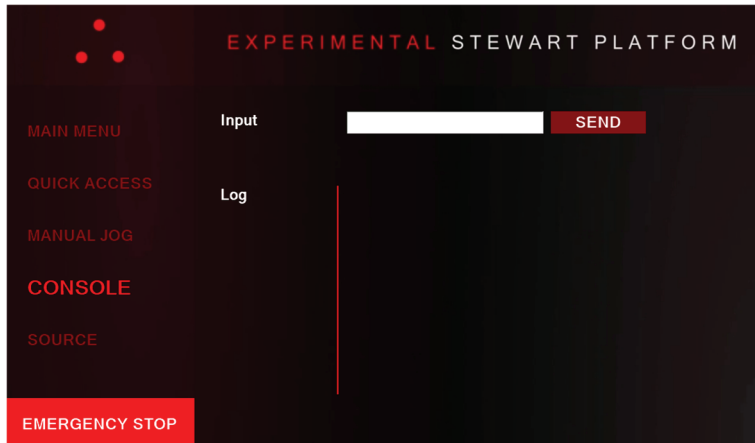 EXPERIMENTAL STEWART PLATFORM
MAIN MENU
QUICK ACCESS
MANUAL JOG
CONSOLE
SOURCE
EMERGENCY STOP
Input
SEND
Log